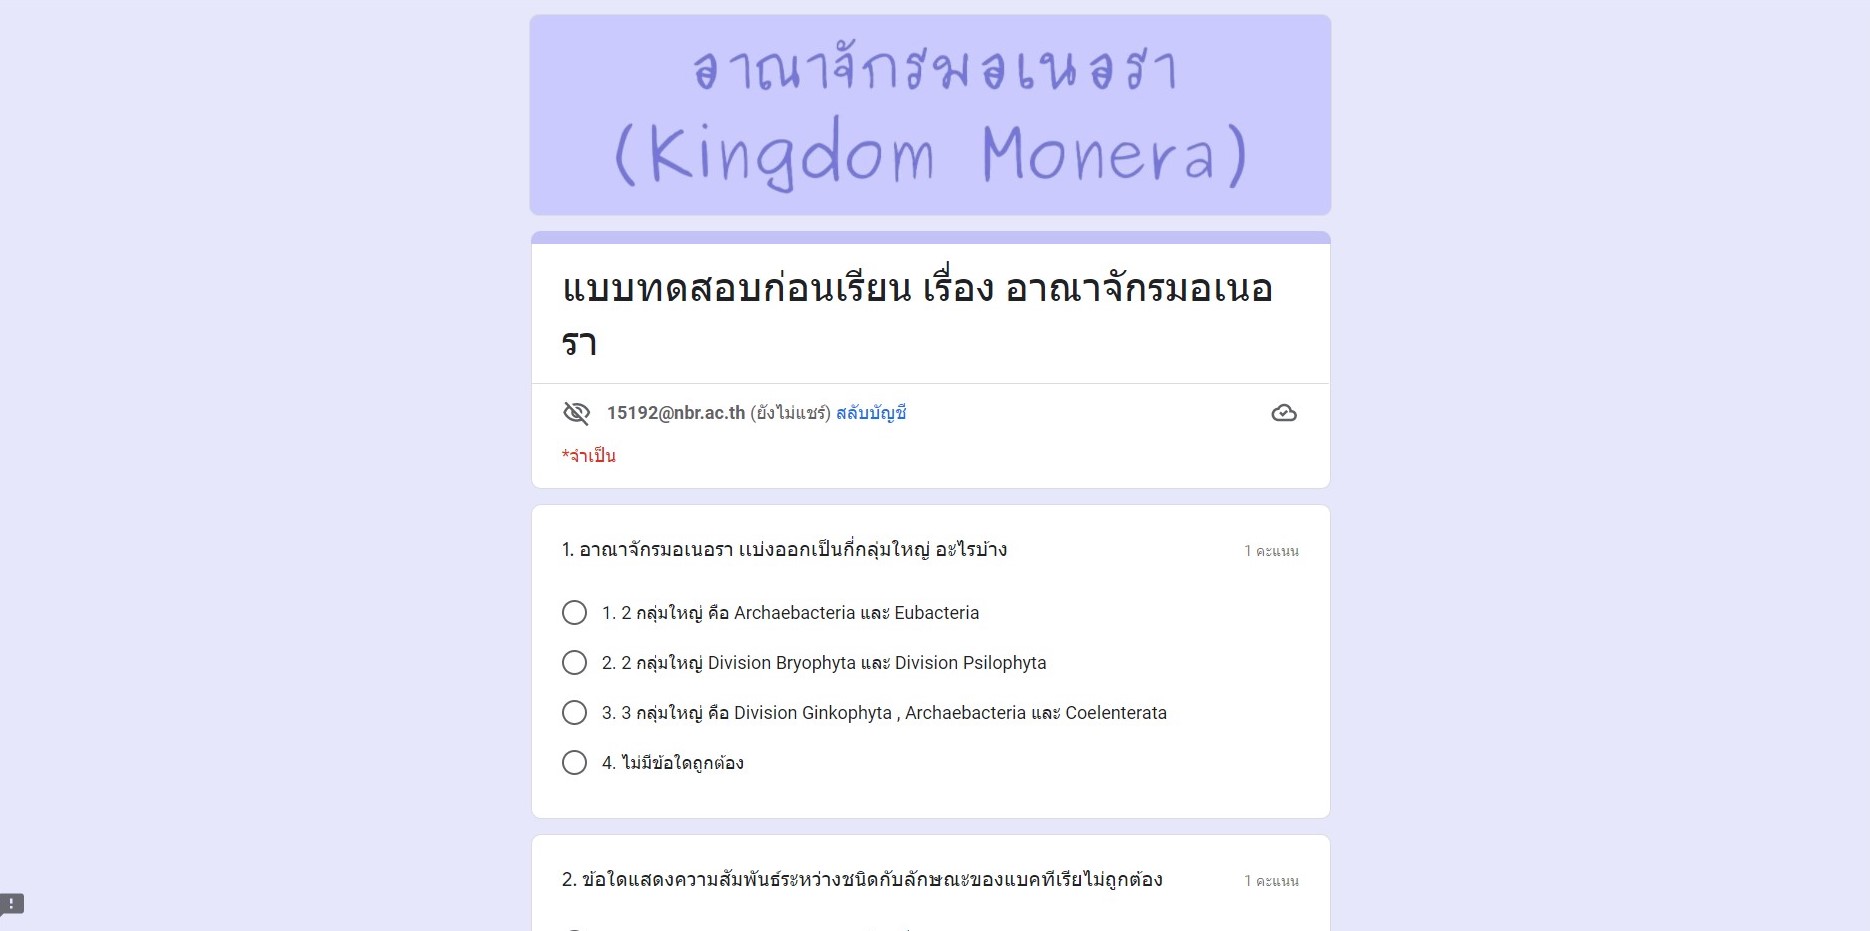 อาณาจักรมอเนอรา
(Kingdom Monera)
แบบทดสอบก่อนเรียน เรื่อง อาณาจักรมอเนอ
รา
15192@nbr.ac.th (ยังไม่แชร์) สลับบัญชี
*จำเป็น
1. อาณาจักรมอเนอรา แบ่งออกเป็นกี่กลุ่มใหญ่ อะไรบ้าง
1 คะแนน
1. 2 กลุ่มใหญ่ คือ Archaebacteria และ Eubacteria
2. 2 กลุ่มใหญ่ Division Bryophyta และ Division Psilophyta
3. 3 กลุ่มใหญ่ คือ Division Ginkophyta , Archaebacteria และ Coelenterata
4. ไม่มีข้อใดถูกต้อง
2. ข้อใดแสดงความสัมพันธ์ระหว่างชนิดกับลักษณะของแบคทีเรียไม่ถูกต้อง
1 คะแนน